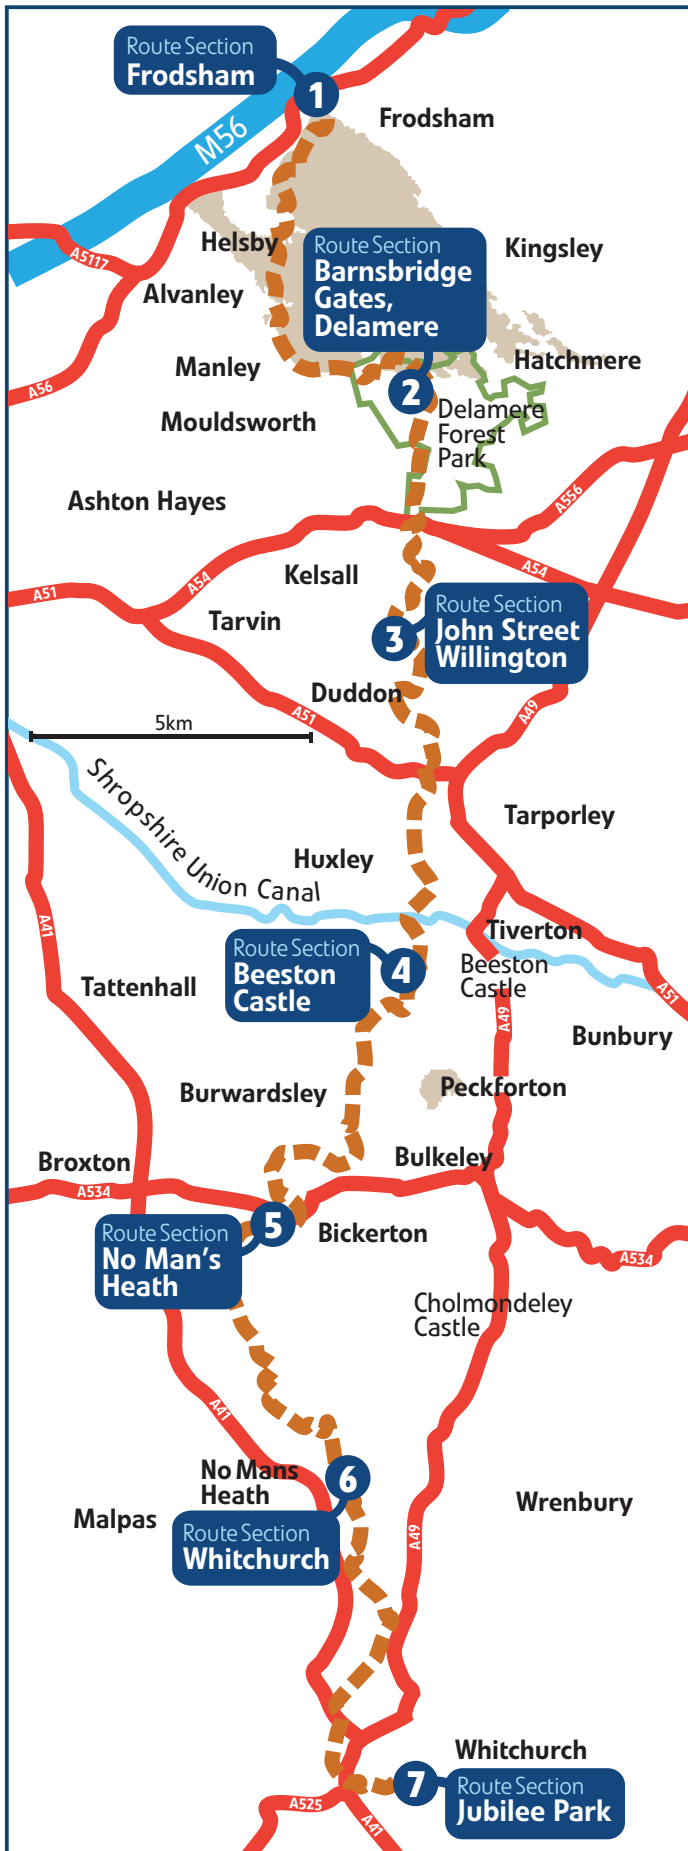 Route Section
Frodsham
1
Frodsham
M56
Helsby
A5117
Alvanley
Route Section
Barnsbridge
Gates,
Delamere
Kingsley
Manley
Hatchmere
A56
2
Mouldsworth
Delamere
Forest
Park
Ashton Hayes
A556
A54
A54
Kelsall
A51
Tarvin
Route Section
John Street
Willington
3
Duddon
A51
A49
5km
Shropshire Union Canal
Tarporley
Huxley
A41
Tiverton
Route Section
Beeston
Castle
4
Beeston
Castle
Tattenhall
A51
A49
Bunbury
Burwardsley
Peckforton
Broxton
Bulkeley
A534
Route Section
No Man's
Heath
5
Bickerton
A534
Cholmondeley
Castle
A41
No Mans
Heath
6
Wrenbury
Malpas
Route Section
Whitchurch
A49
Whitchurch
7
Route Section
Jubilee Park
A525
A41